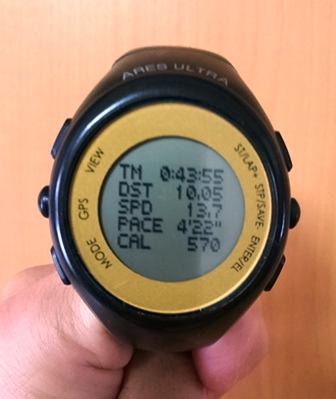 ARES ULTRA
VIEW
GPS
MODE
ST/LAP+
STP/SAVE-
ENTER/EL
TM 0:43:55
DST 10.05
SPD 13.7
PACE 4'22"
CAL 570